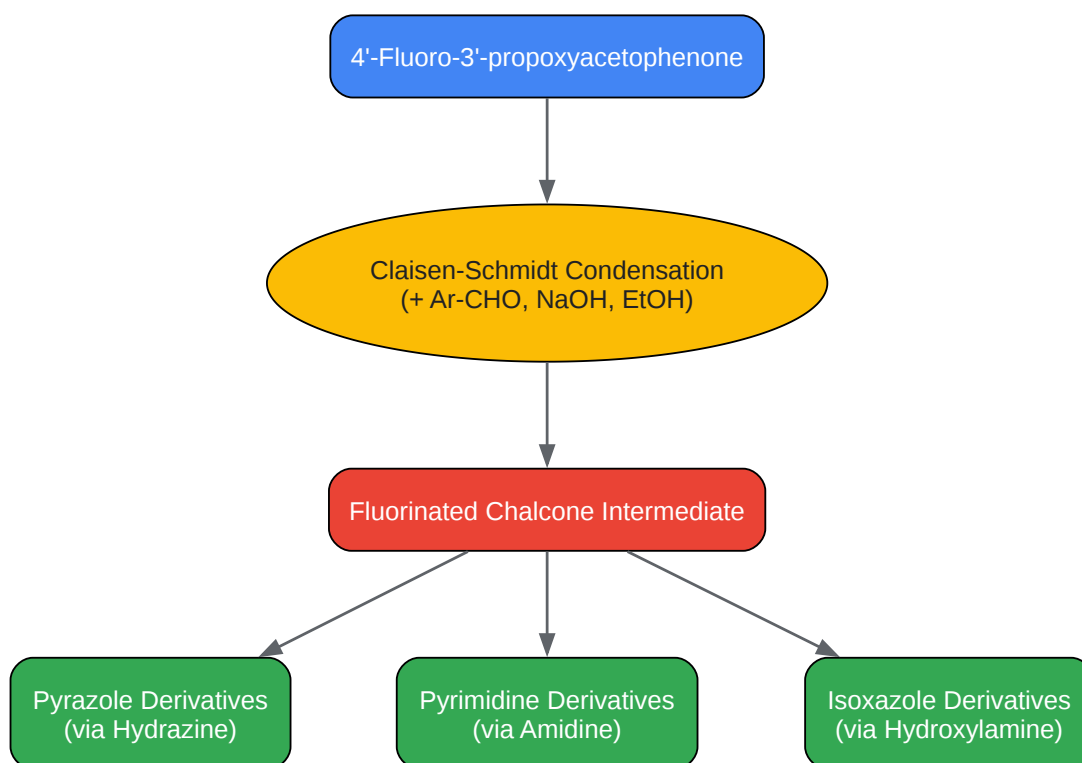 4'-Fluoro-3'-propoxyacetophenone
Claisen-Schmidt Condensation
(+ Ar-CHO, NaOH, EtOH)
Fluorinated Chalcone Intermediate
Pyrazole Derivatives
(via Hydrazine)
Pyrimidine Derivatives
(via Amidine)
Isoxazole Derivatives
(via Hydroxylamine)